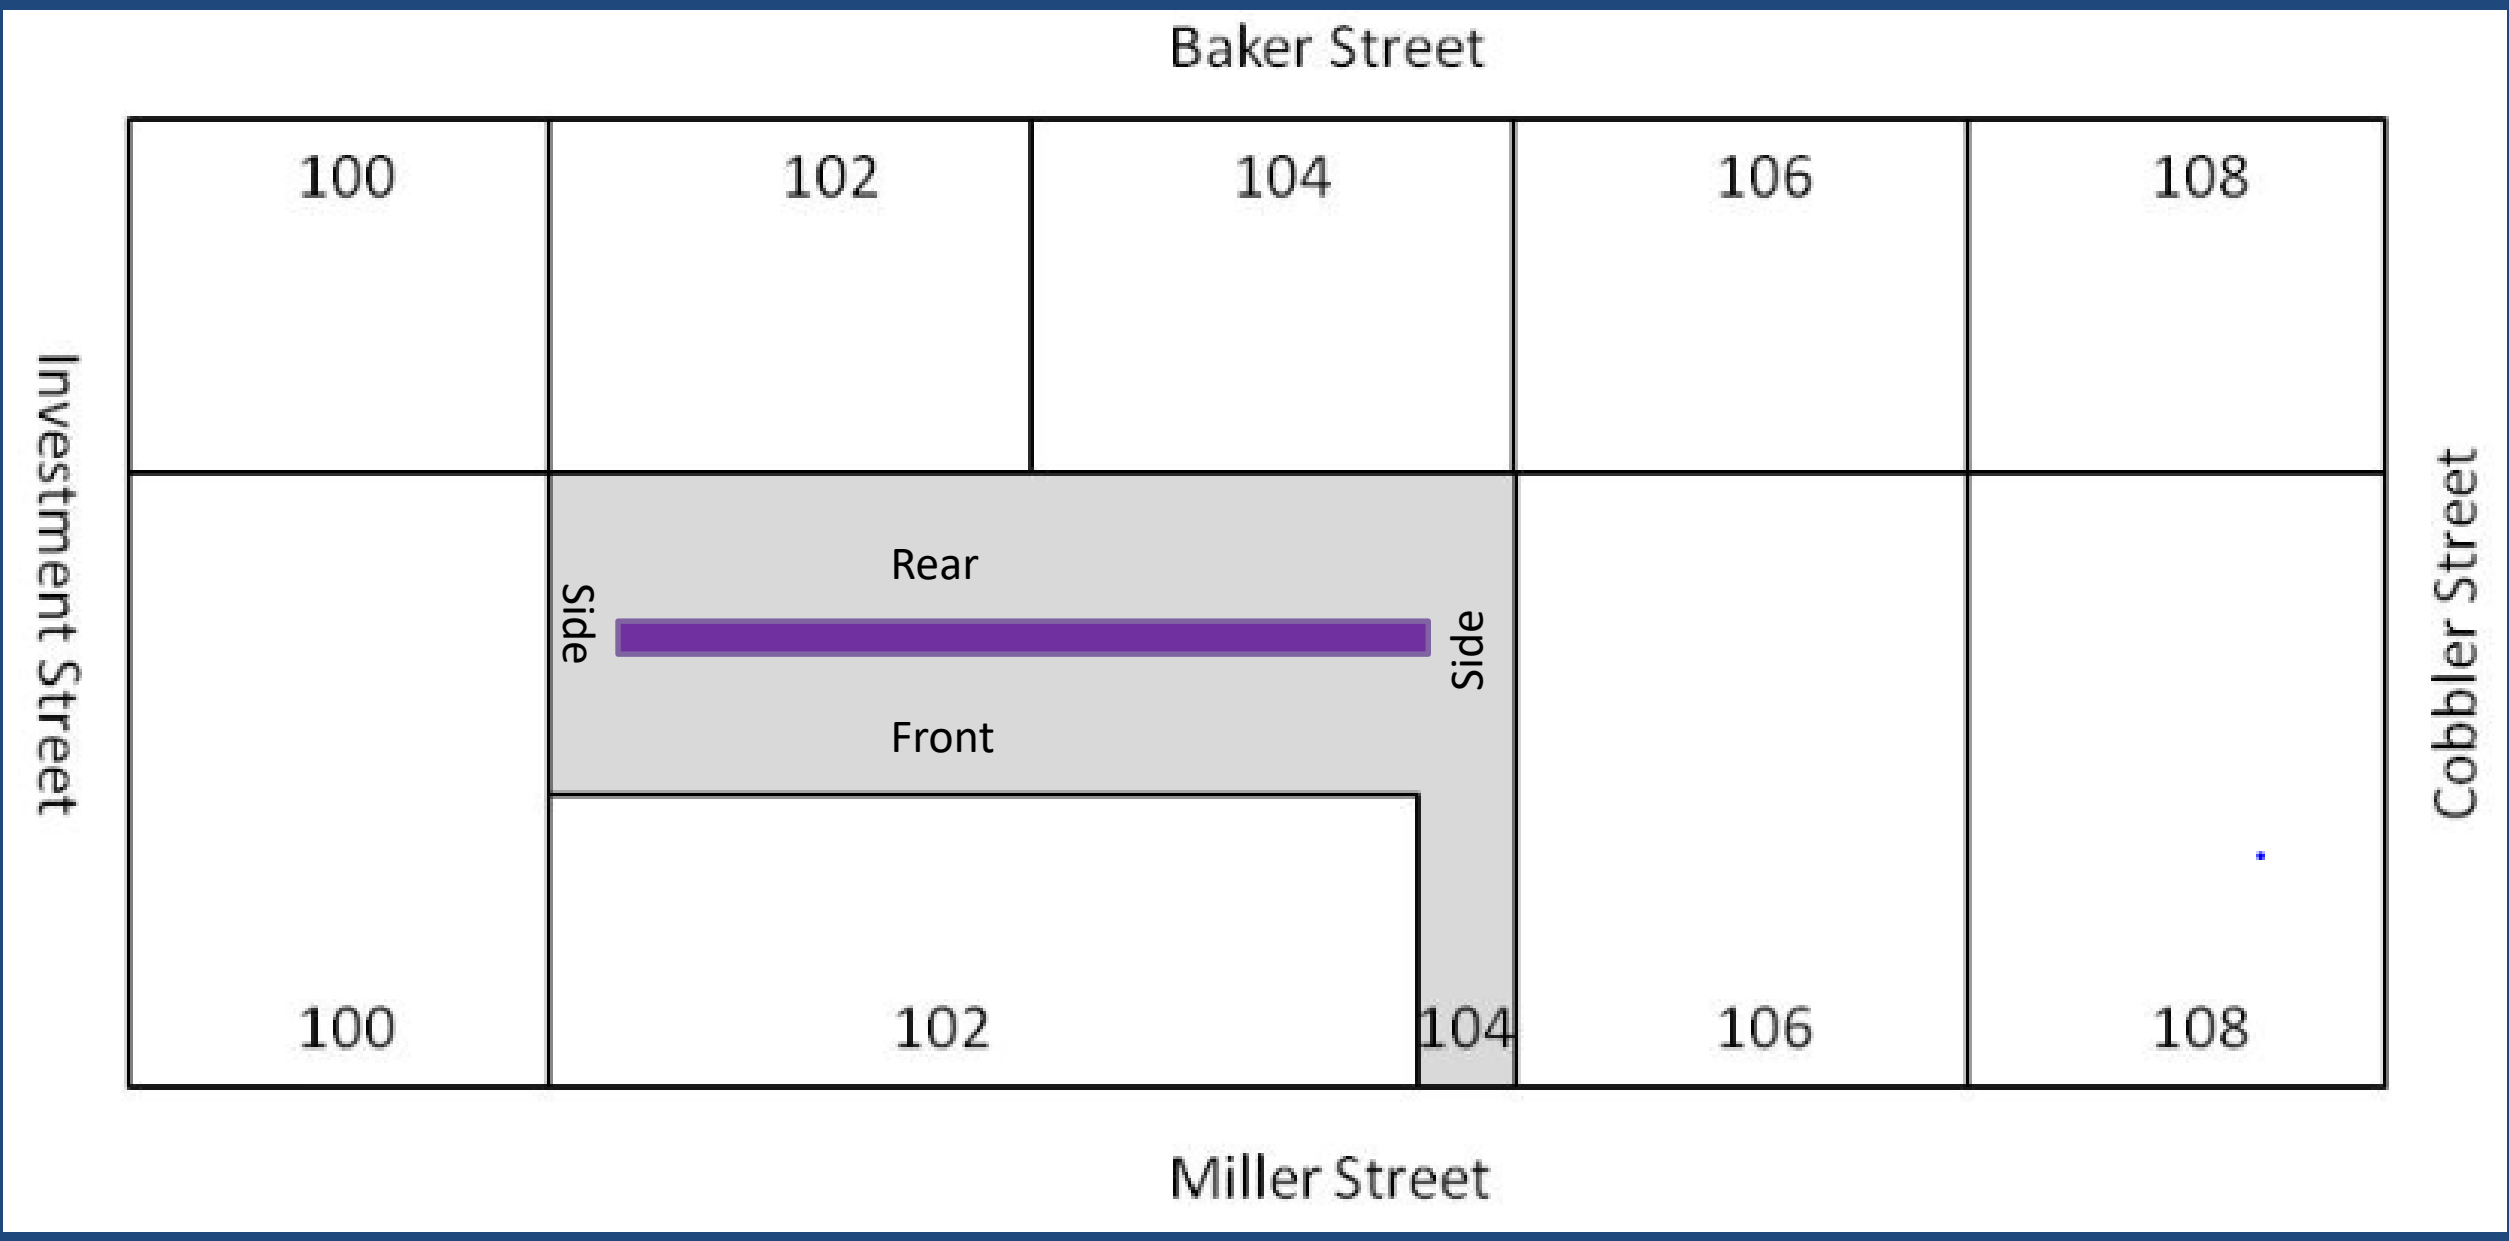 Baker Street
100
102
104
106
108
Investment Street
Cobbler Street
Rear
Side
Side
Front
100
102
104
106
108
Miller Street